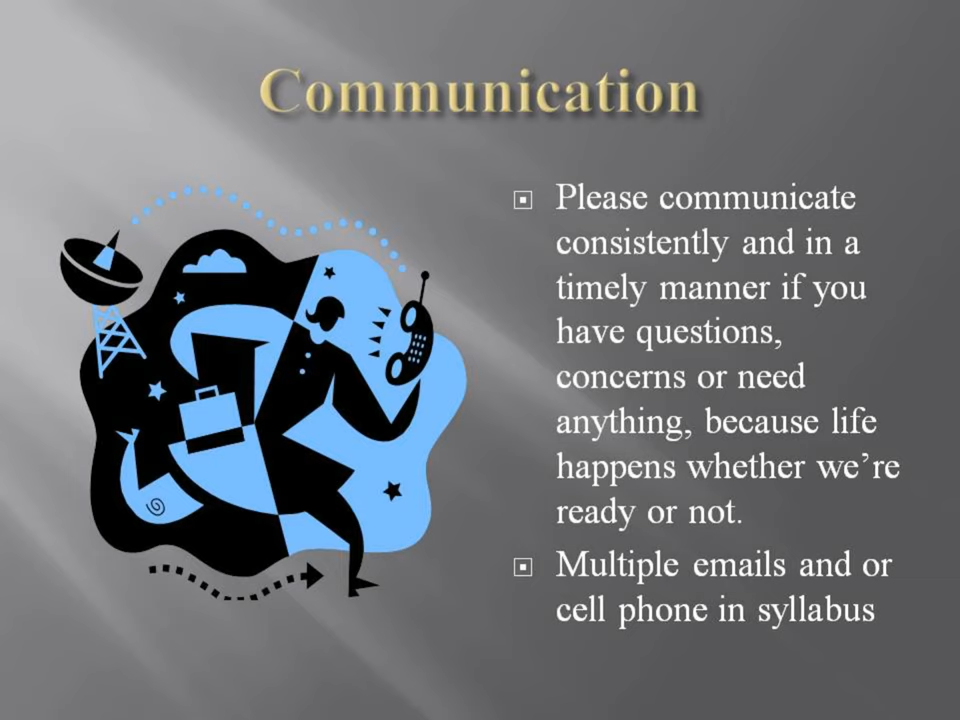 Communication
Please communicate
consistently and in a
timely manner if you
have questions,
concerns or need
anything, because life
happens whether we're
ready or not.
Multiple emails and or
cell phone in syllabus